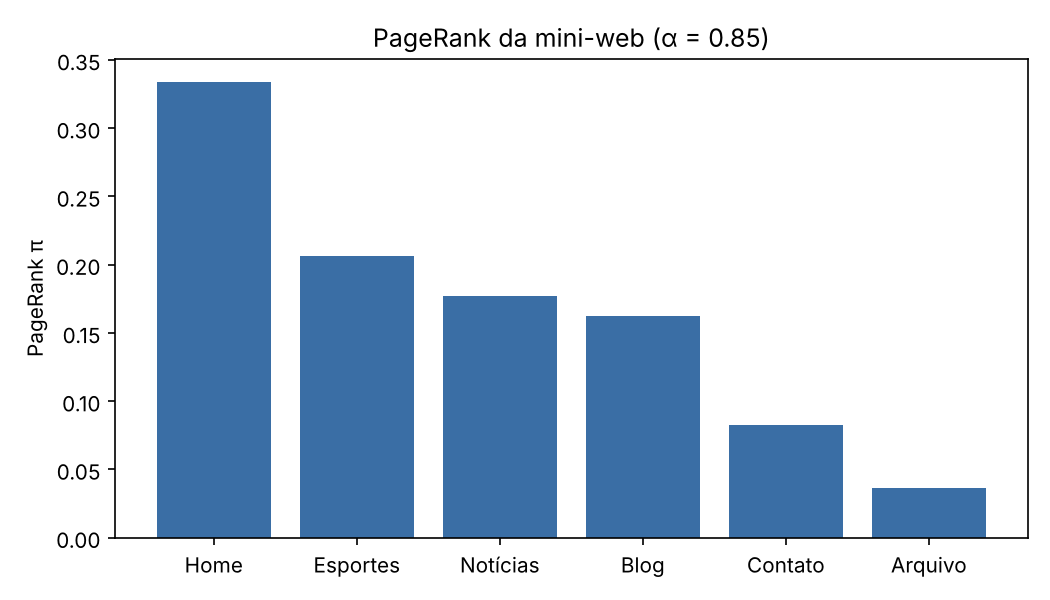 PageRank da mini-web (α = 0.85)
PageRank π
0.35
0.30
0.25
0.20
0.15
0.10
0.05
0.00
Home Esportes Notícias Blog Contato Arquivo